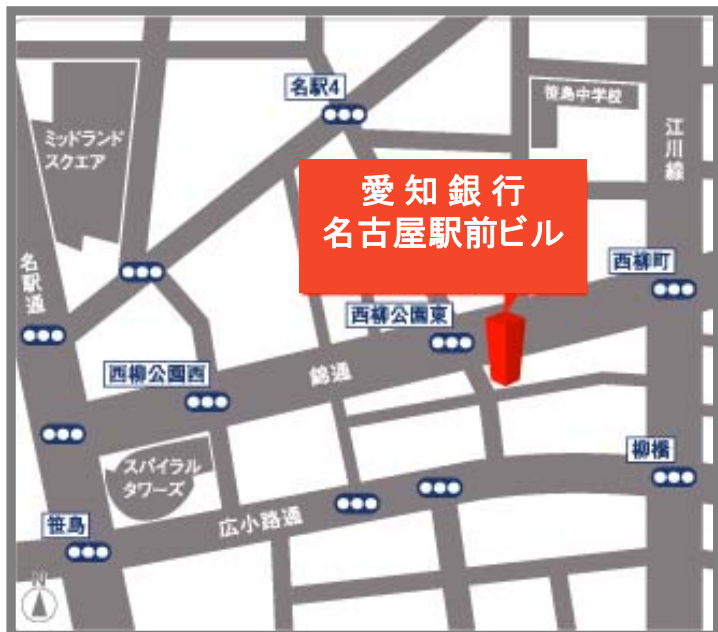 名駅4
笹島中学校
ミッドランド
スクエア
江川線
愛知銀行
名古屋駅前ビル
名駅通
西柳町
西柳公園東
西柳公園西
錦通
スパイラル
タワーズ
柳橋
笹島
広小路通
N